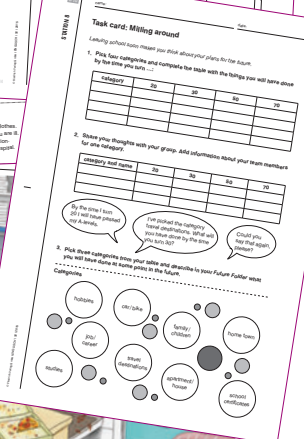 STATION 8
Task card: Milling around
Leaving school soon makes you think about your plans for the future.
1. Pick four categories and complete the table with the things you will have done
by the time you turn ...:
category 20 30 50 70
2. Share your thoughts with your group. Add information about your team members
for one category.
category and name 20 30 50 70
By the time I turn
20 I will have passed
my A-levels.
I've picked the category
travel destinations. What will
you have done by the time
you turn 30?
Could you
say that again,
please?
3. Pick three categories from your table and describe in your Future Folder what
you will have done at some point in the future.
Categories
hobbies
car/bike
family/
children
home town
job/
career
travel
destinations
apartment/
house
studies
school
certificates